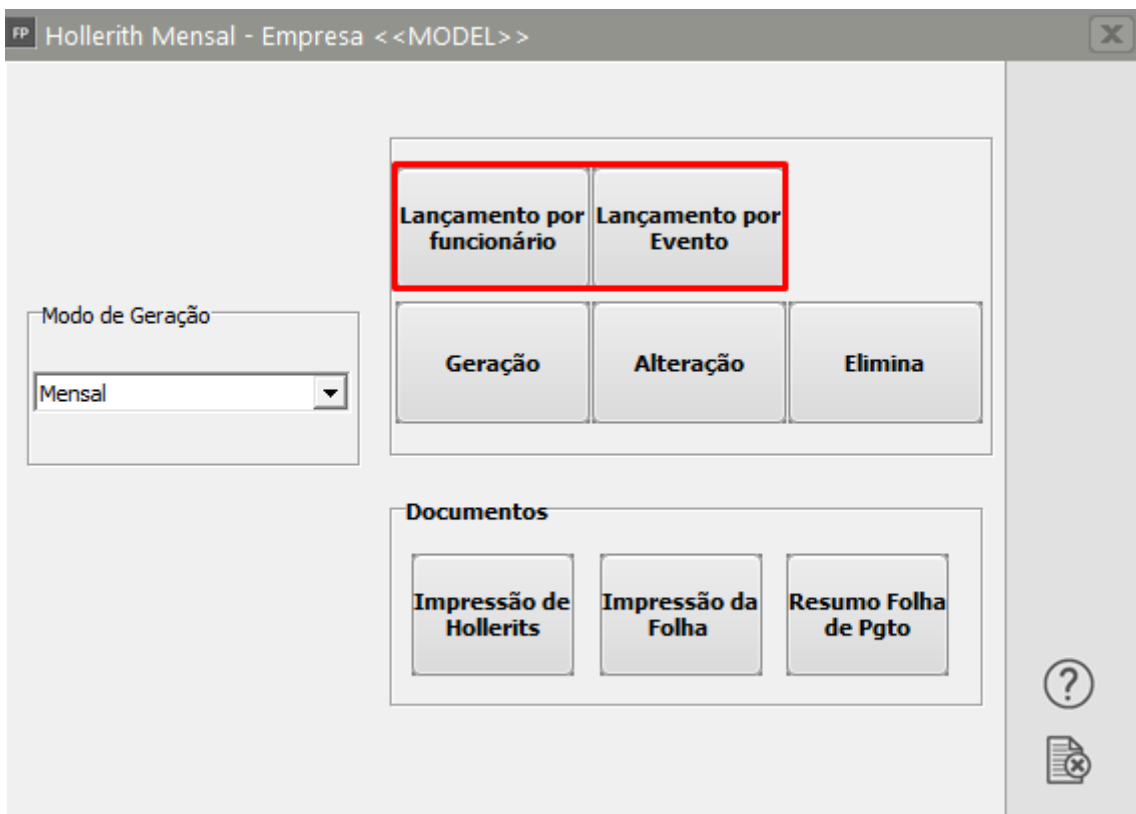 FP Hollerith Mensal - Empresa <<MODEL>>
Lançamento por
funcionário
Lançamento por
Evento
Modo de Geração
Mensal
Geração
Alteração
Elimina
Documentos
Impressão de
Hollerits
Impressão da
Folha
Resumo Folha
de Pgto
?